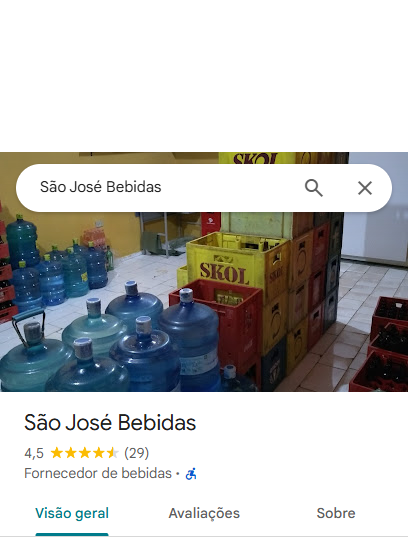 SKOL
São José Bebidas
SKOL
São José Bebidas
4,5 (29)
Fornecedor de bebidas ·
Visão geral
Avaliações
Sobre